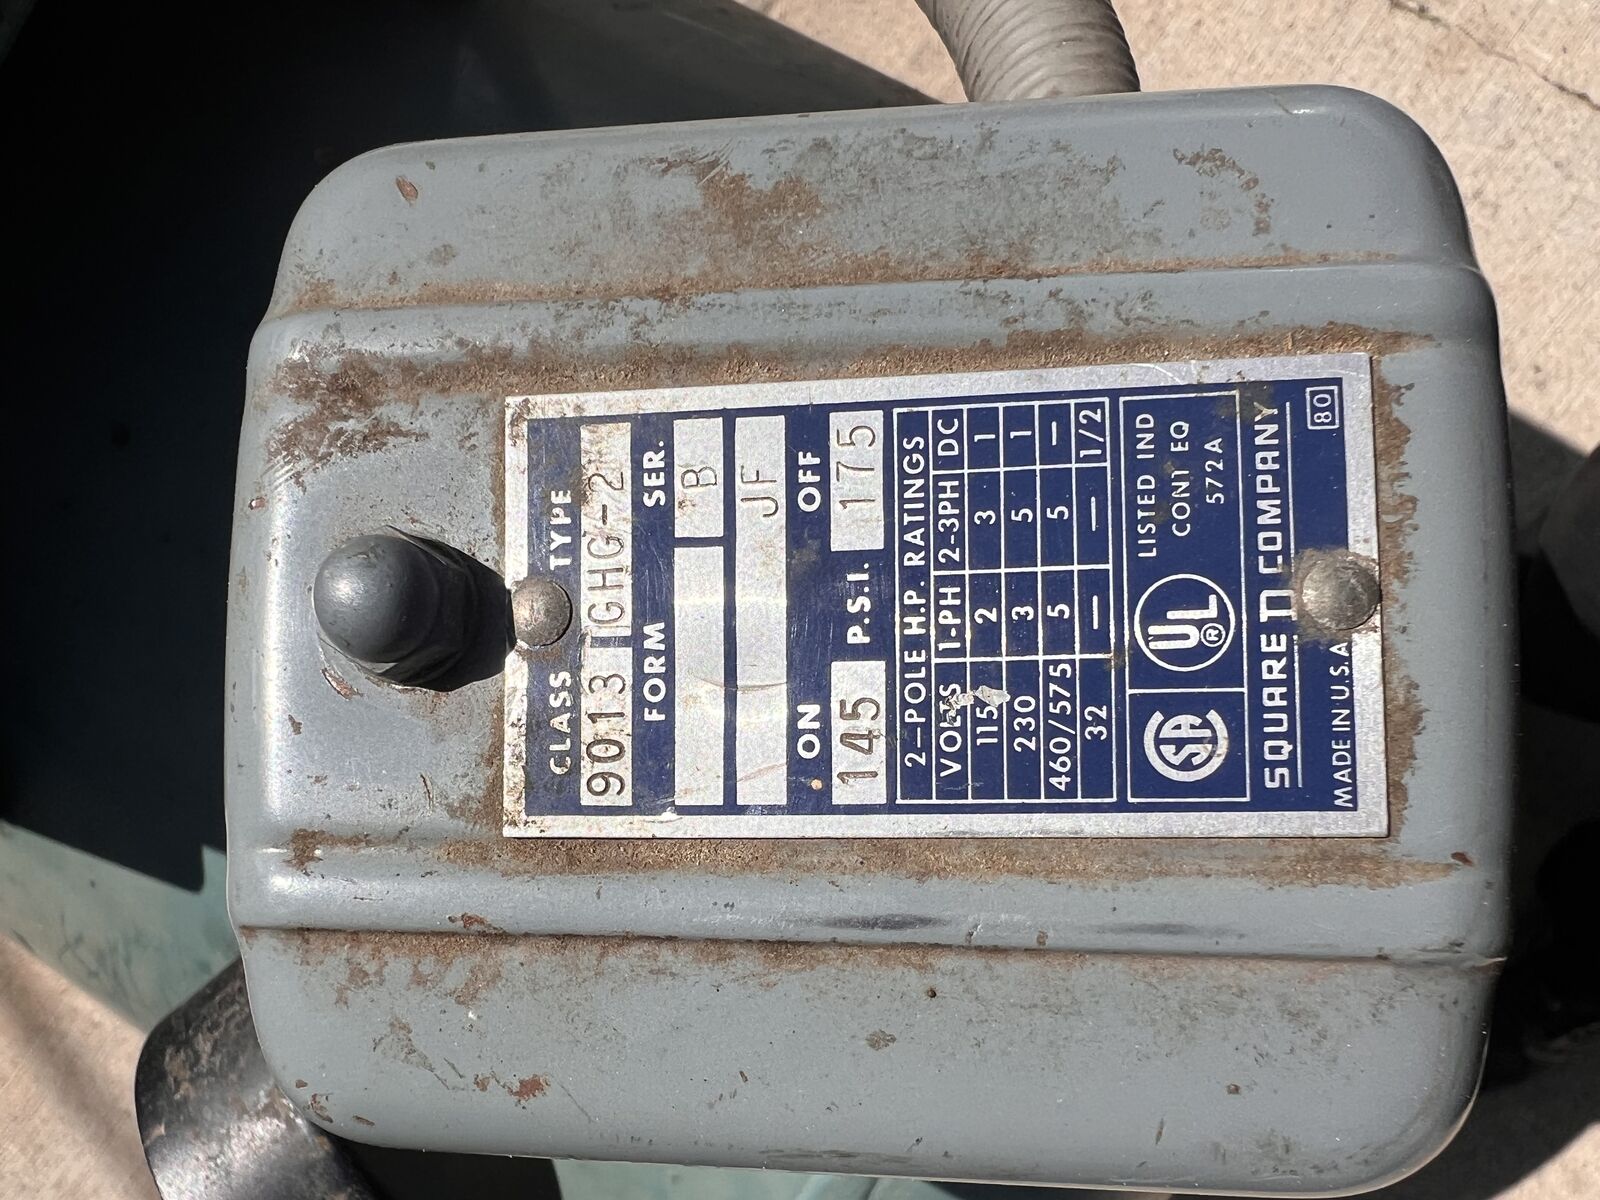 CLASS TYPE
9013 GHG-2
FORM SER.
B
JF
ON P.S.I. OFF
145 175
2-POLE H.P. RATINGS
VOLTS 1-PH 2-3PH DC
115 2 3 1
230 3 5 1
460/575 5 5 —
32 — — 1/2
SA UL ® LISTED IND
CONT EQ
572A
SQUARE D COMPANY
MADE IN U.S.A. 80